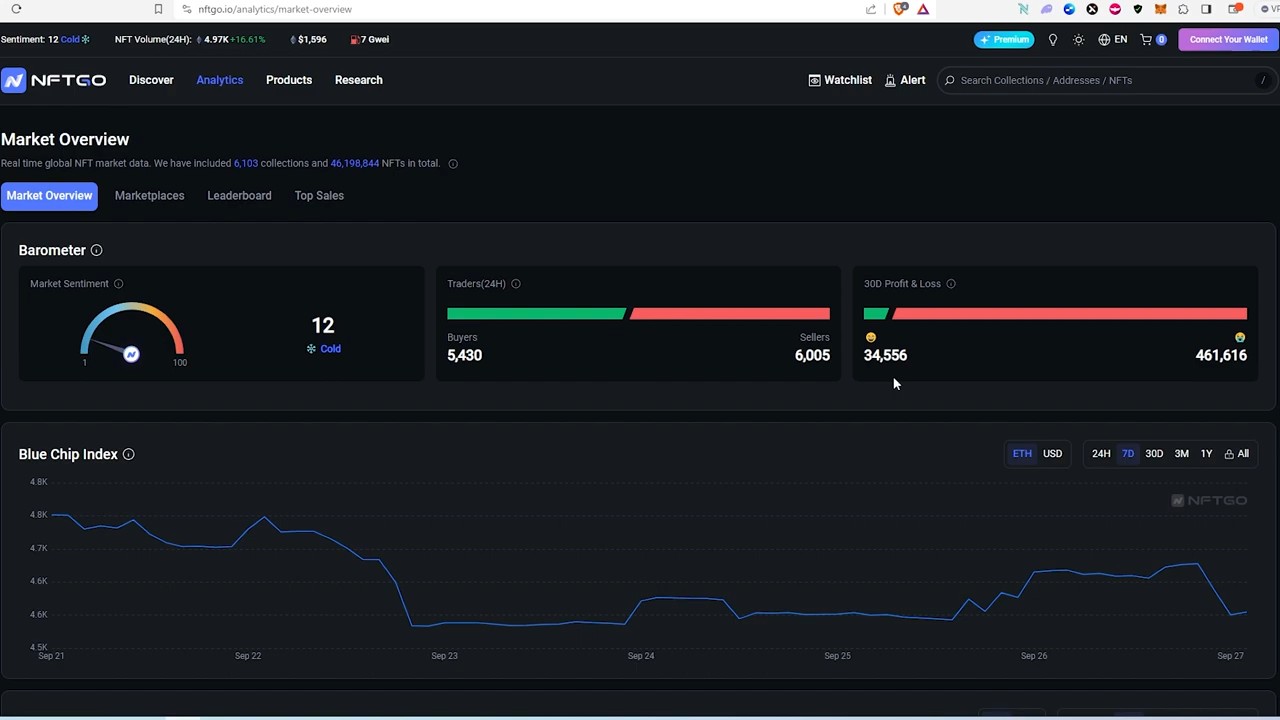 nftgo.io/analytics/market-overview
Sentiment: 12 Cold NFT Volume(24H): 4.97K +16.61% $1,596 7 Gwei Premium EN 0 Connect Your Wallet
NFTGO Discover Analytics Products Research Watchlist Alert Search Collections / Addresses / NFTs /
Market Overview
Real time global NFT market data. We have included 6,103 collections and 46,198,844 NFTs in total.
Market Overview Marketplaces Leaderboard Top Sales
Barometer
Market Sentiment
12
Cold
1 100
Traders(24H)
Buyers Sellers
5,430 6,005
30D Profit & Loss
34,556 461,616
Blue Chip Index ETH USD 24H 7D 30D 3M 1Y All
4.8K
NFTGO
4.8K
4.7K
4.6K
4.6K
4.5K
Sep 21 Sep 22 Sep 23 Sep 24 Sep 25 Sep 26 Sep 27